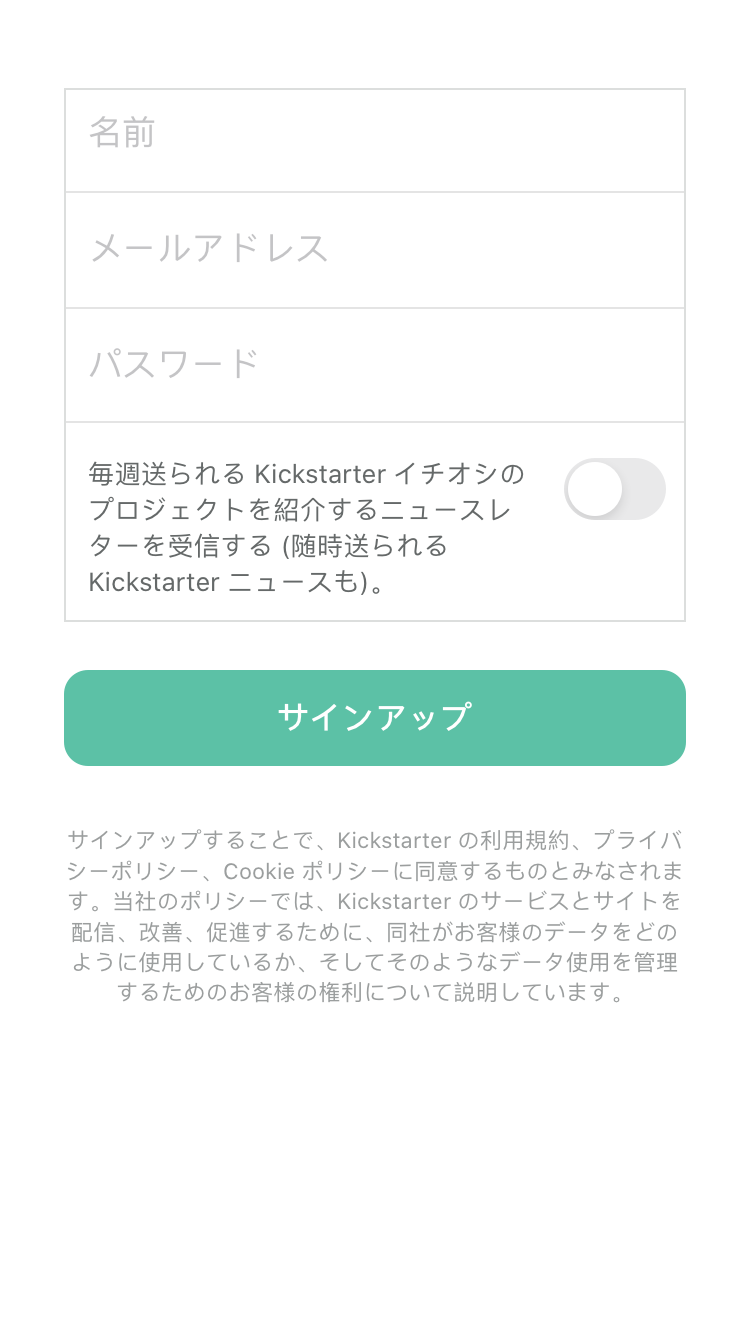 名前
メールアドレス
パスワード
毎週送られる Kickstarter イチオシの
プロジェクトを紹介するニュースレ
ターを受信する (随時送られる
Kickstarter ニュースも)。
サインアップ
サインアップすることで、Kickstarter の利用規約、プライバ
シーポリシー、Cookie ポリシーに同意するものとみなされま
す。当社のポリシーでは、Kickstarter のサービスとサイトを
配信、改善、促進するために、同社がお客様のデータをどの
ように使用しているか、そしてそのようなデータ使用を管理
するためのお客様の権利について説明しています。